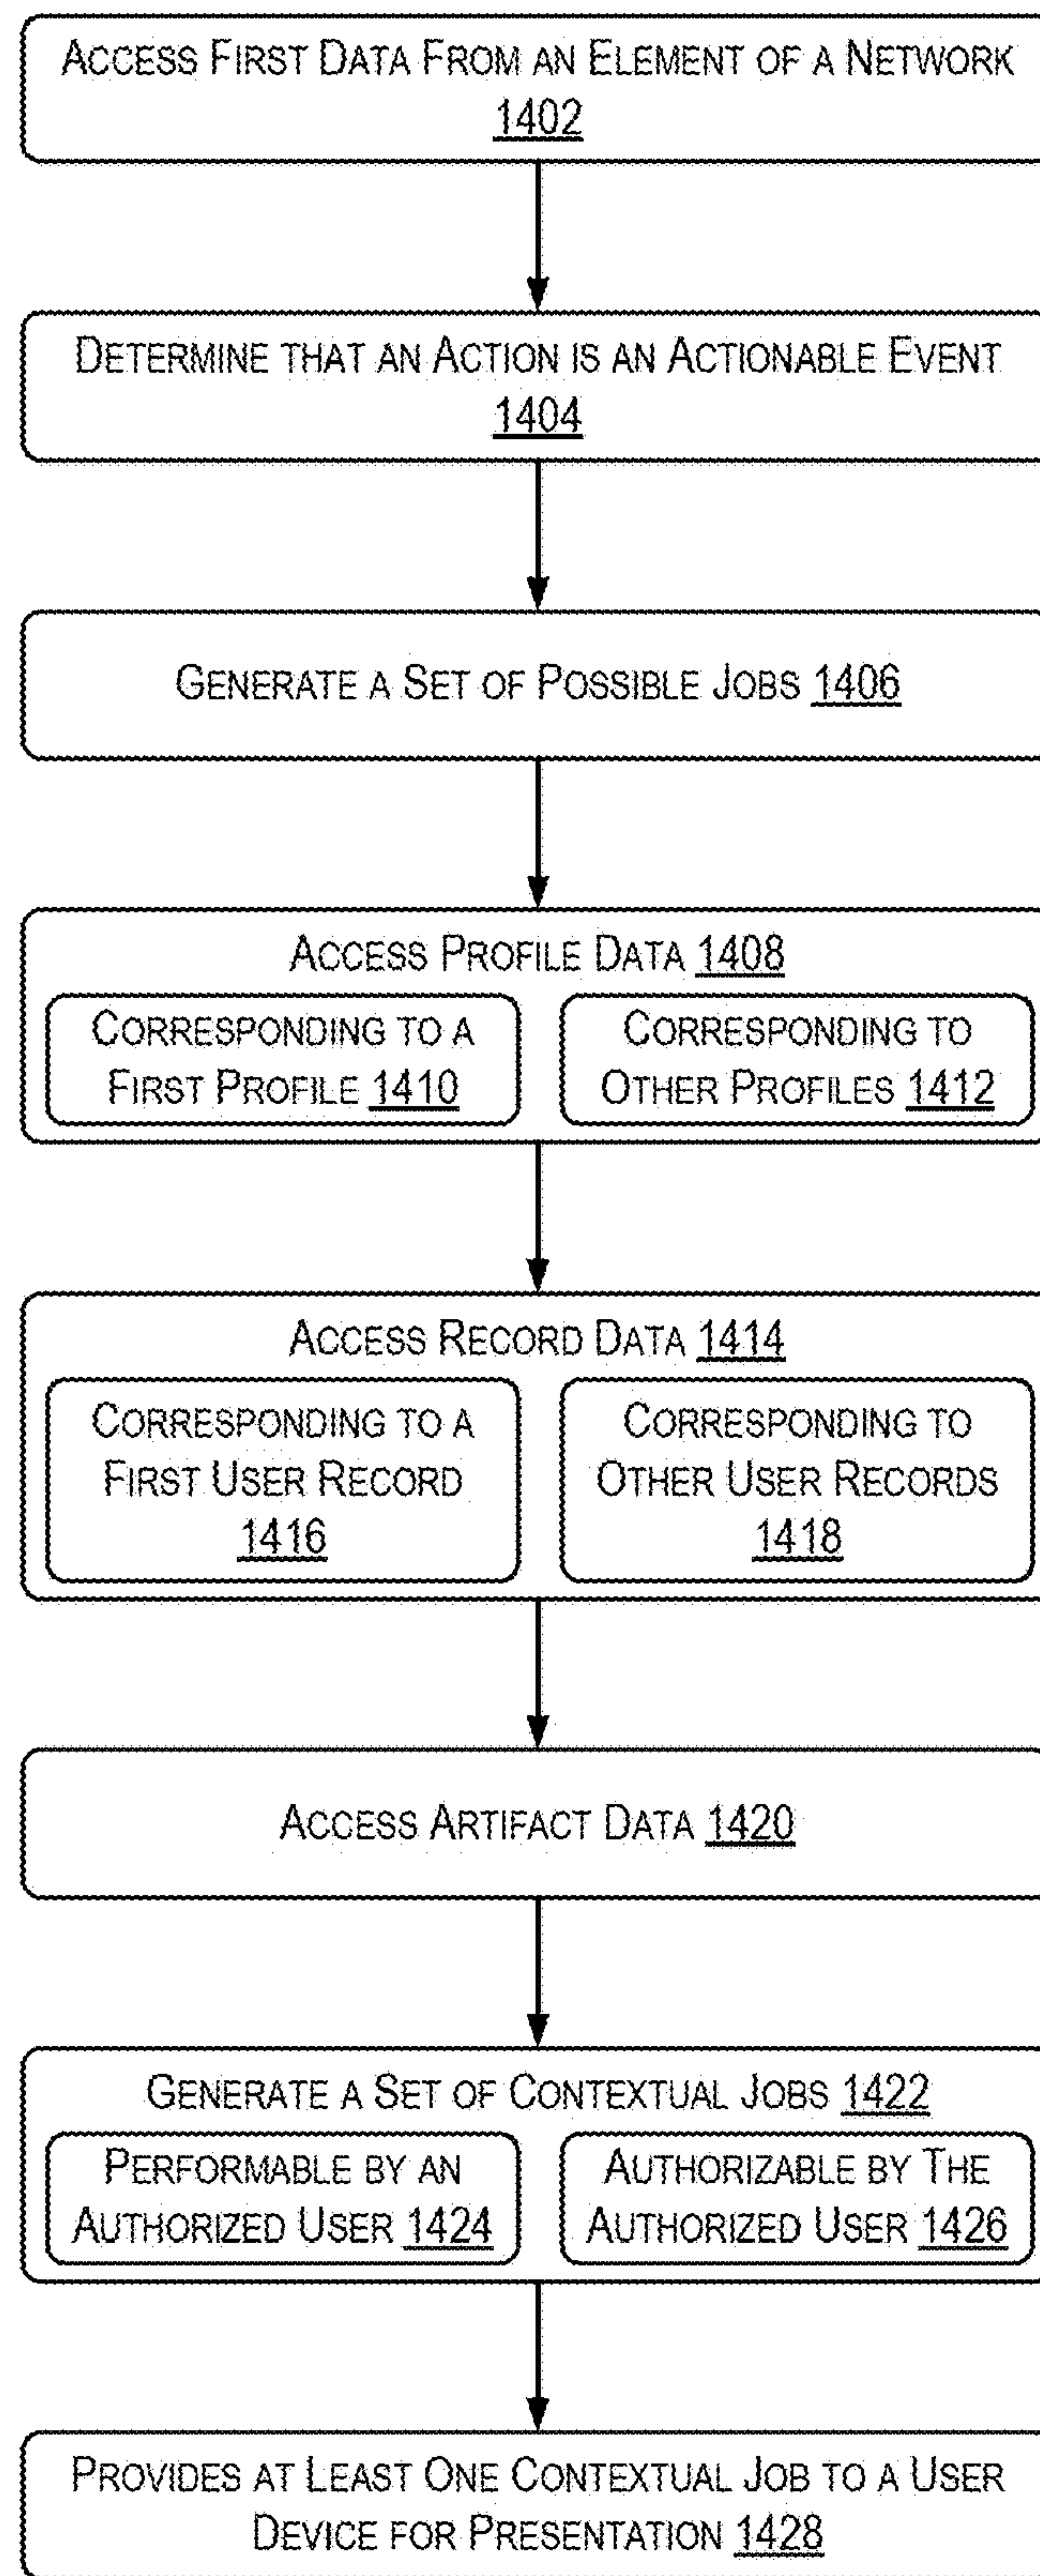 ACCESS FIRST DATA FROM AN ELEMENT OF A NETWORK
1402
DETERMINE THAT AN ACTION IS AN ACTIONABLE EVENT
1404
GENERATE A SET OF POSSIBLE JOBS 1406
ACCESS PROFILE DATA 1408
CORRESPONDING TO A
FIRST PROFILE 1410
CORRESPONDING TO
OTHER PROFILES 1412
ACCESS RECORD DATA 1414
CORRESPONDING TO A
FIRST USER RECORD
1416
CORRESPONDING TO
OTHER USER RECORDS
1418
ACCESS ARTIFACT DATA 1420
GENERATE A SET OF CONTEXTUAL JOBS 1422
PERFORMABLE BY AN
AUTHORIZED USER 1424
AUTHORIZABLE BY THE
AUTHORIZED USER 1426
PROVIDES AT LEAST ONE CONTEXTUAL JOB TO A USER
DEVICE FOR PRESENTATION 1428